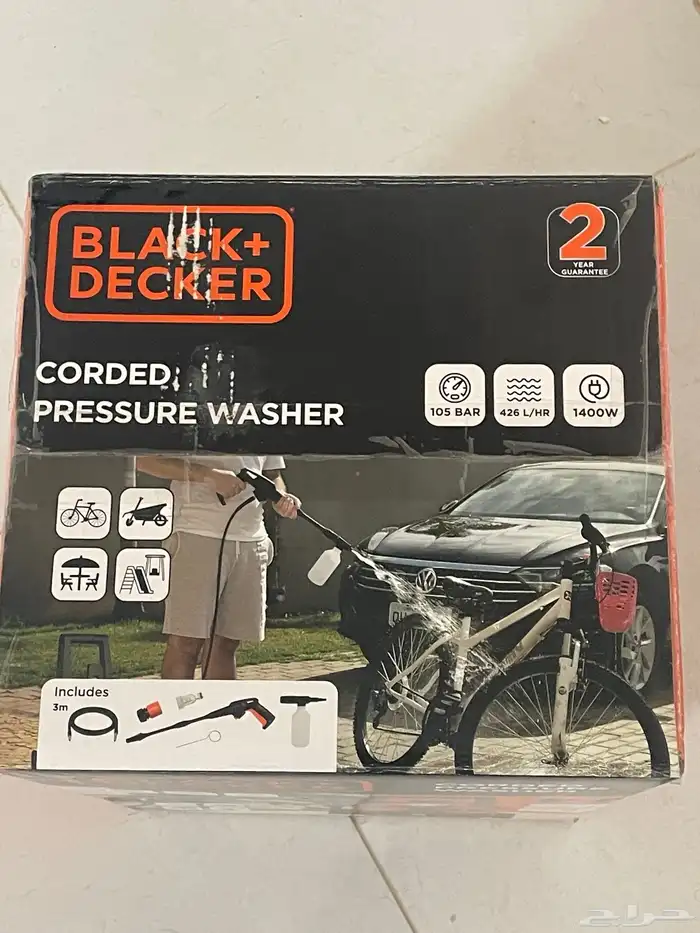 BLACK+
DECKER
2
YEAR
GUARANTEE
CORDED
PRESSURE WASHER
105 BAR
426 L/HR
1400W
Includes
3m
حراج